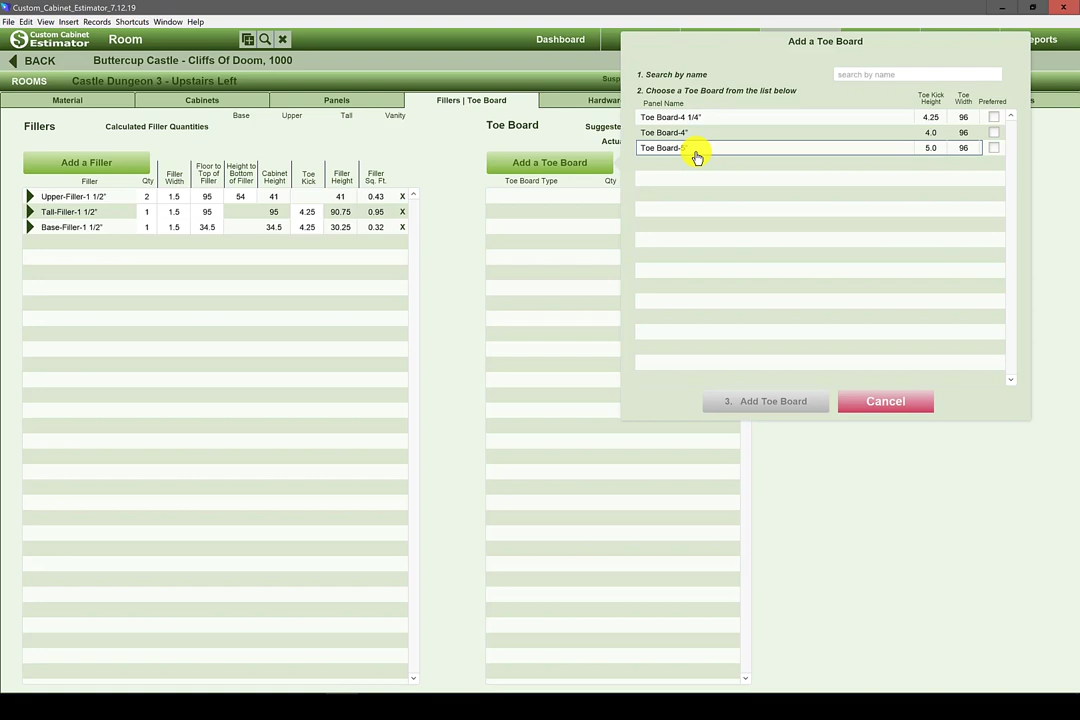 Custom_Cabinet_Estimator_7.12.19
File Edit View Insert Records Shortcuts Window Help
Custom Cabinet Estimator Room Dashboard
BACK Buttercup Castle - Cliffs Of Doom, 1000
ROOMS Castle Dungeon 3 - Upstairs Left
Material Cabinets Panels Fillers | Toe Board
Fillers Calculated Filler Quantities Base Upper Tall Vanity
Toe Board
Add a Filler
Filler Qty Filler Width Floor to Top of Filler Height to Bottom of Filler Cabinet Height Toe Kick Filler Height Filler Sq. Ft.
Upper-Filler-1 1/2" 2 1.5 95 54 41 41 0.43 X
Tall-Filler-1 1/2" 1 1.5 95 95 4.25 90.75 0.95 X
Base-Filler-1 1/2" 1 1.5 34.5 34.5 4.25 30.25 0.32 X
Add a Toe Board
Toe Board Type Qty
Add a Toe Board
1. Search by name search by name
2. Choose a Toe Board from the list below
Panel Name Toe Kick Height Toe Width Preferred
Toe Board-4 1/4" 4.25 96
Toe Board-4" 4.0 96
Toe Board-5" 5.0 96
3. Add Toe Board Cancel